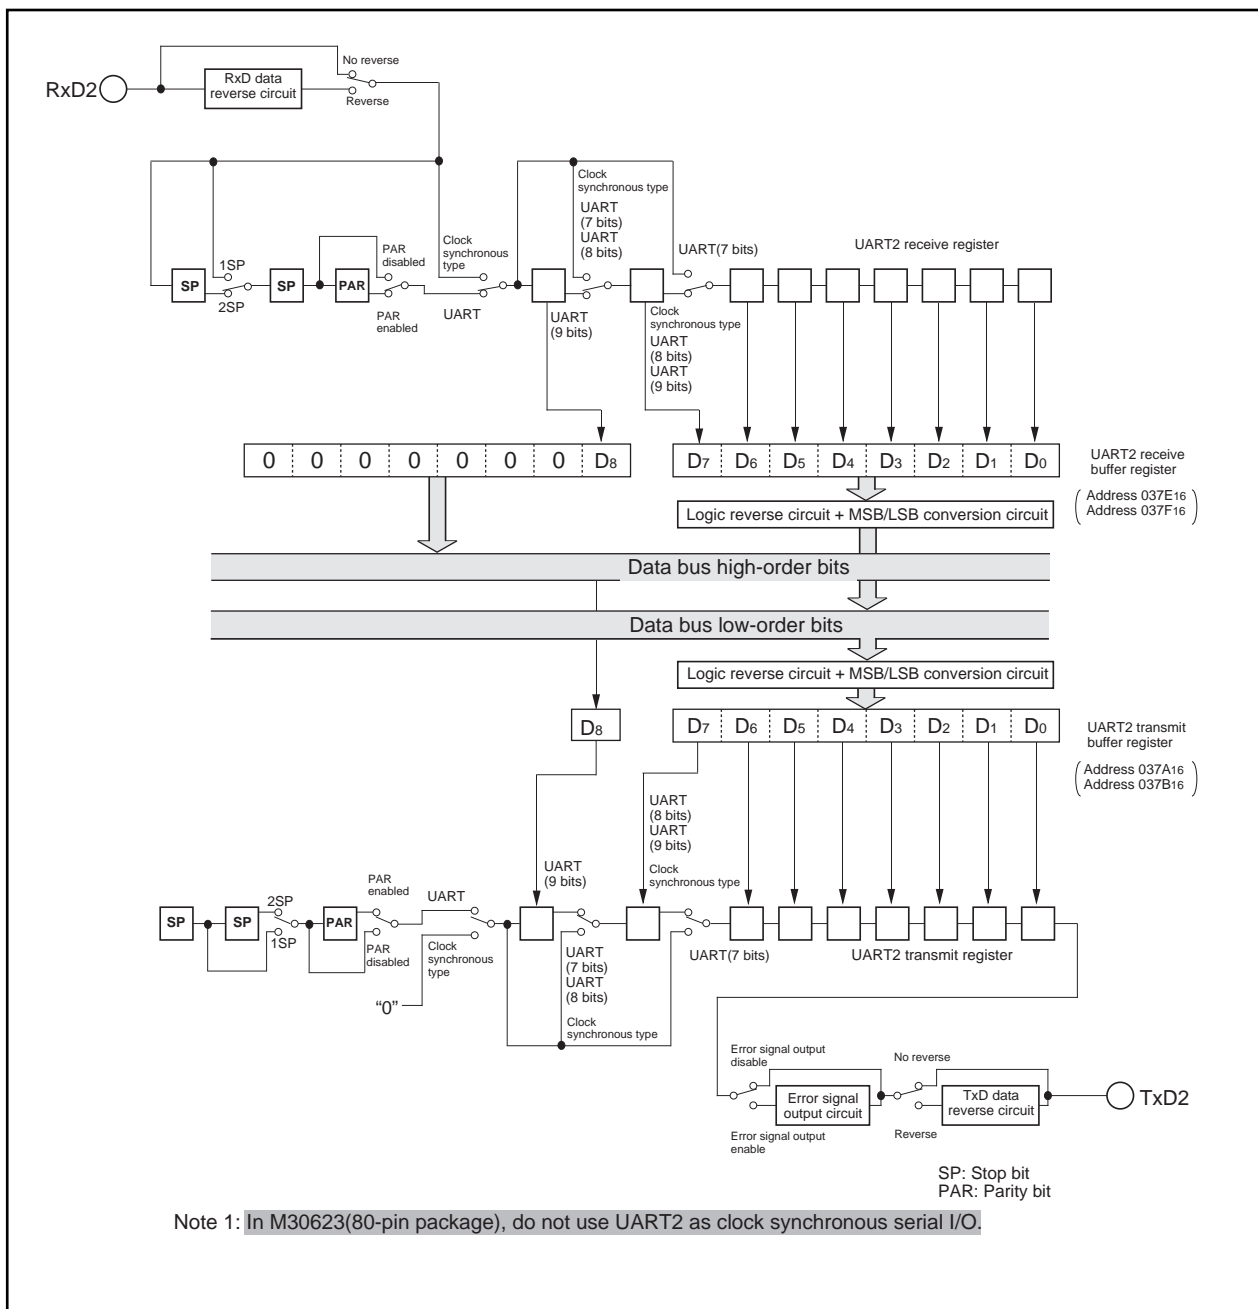 No reverse
RxD2
RxD data
reverse circuit
Reverse
Clock
synchronous type
UART
(7 bits)
UART
(8 bits)
PAR
disabled
Clock
synchronous
type
UART(7 bits)
UART2 receive register
1SP
SP
SP
PAR
2SP
PAR
enabled
UART
UART
(9 bits)
Clock
synchronous type
UART
(8 bits)
UART
(9 bits)
0 0 0 0 0 0 0 D8
D7 D6 D5 D4 D3 D2 D1 D0
UART2 receive
buffer register
Address 037E16
Address 037F16
Logic reverse circuit + MSB/LSB conversion circuit
Data bus high-order bits
Data bus low-order bits
Logic reverse circuit + MSB/LSB conversion circuit
D8
D7 D6 D5 D4 D3 D2 D1 D0
UART2 transmit
buffer register
Address 037A16
Address 037B16
UART
(8 bits)
UART
(9 bits)
Clock
synchronous type
UART
(9 bits)
PAR
enabled
UART
2SP
SP
SP
PAR
1SP
PAR
disabled
Clock
synchronous
type
“0”
UART
(7 bits)
UART
(8 bits)
Clock
synchronous type
UART(7 bits)
UART2 transmit register
Error signal output
disable
No reverse
Error signal
output circuit
TxD data
reverse circuit
TxD2
Error signal output
enable
Reverse
SP: Stop bit
PAR: Parity bit
Note 1: In M30623(80-pin package), do not use UART2 as clock synchronous serial I/O.